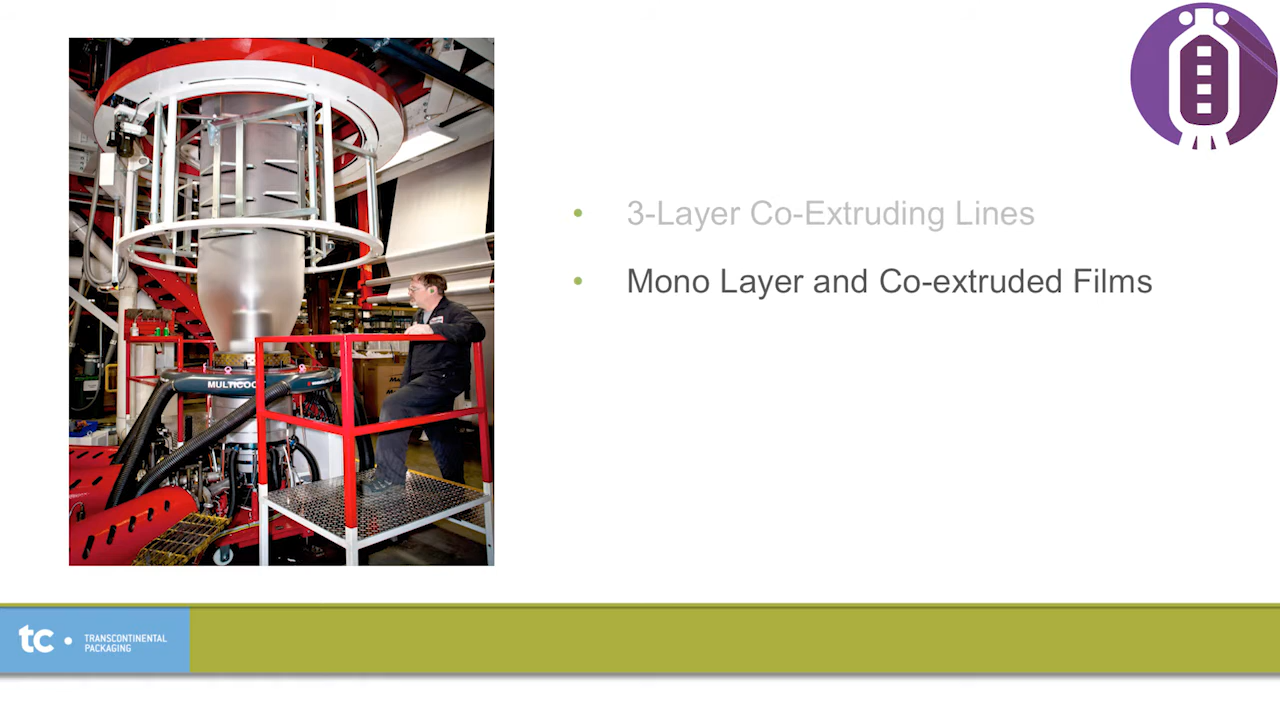 • 3-Layer Co-Extruding Lines
• Mono Layer and Co-extruded Films
tc • TRANSCONTINENTAL
PACKAGING